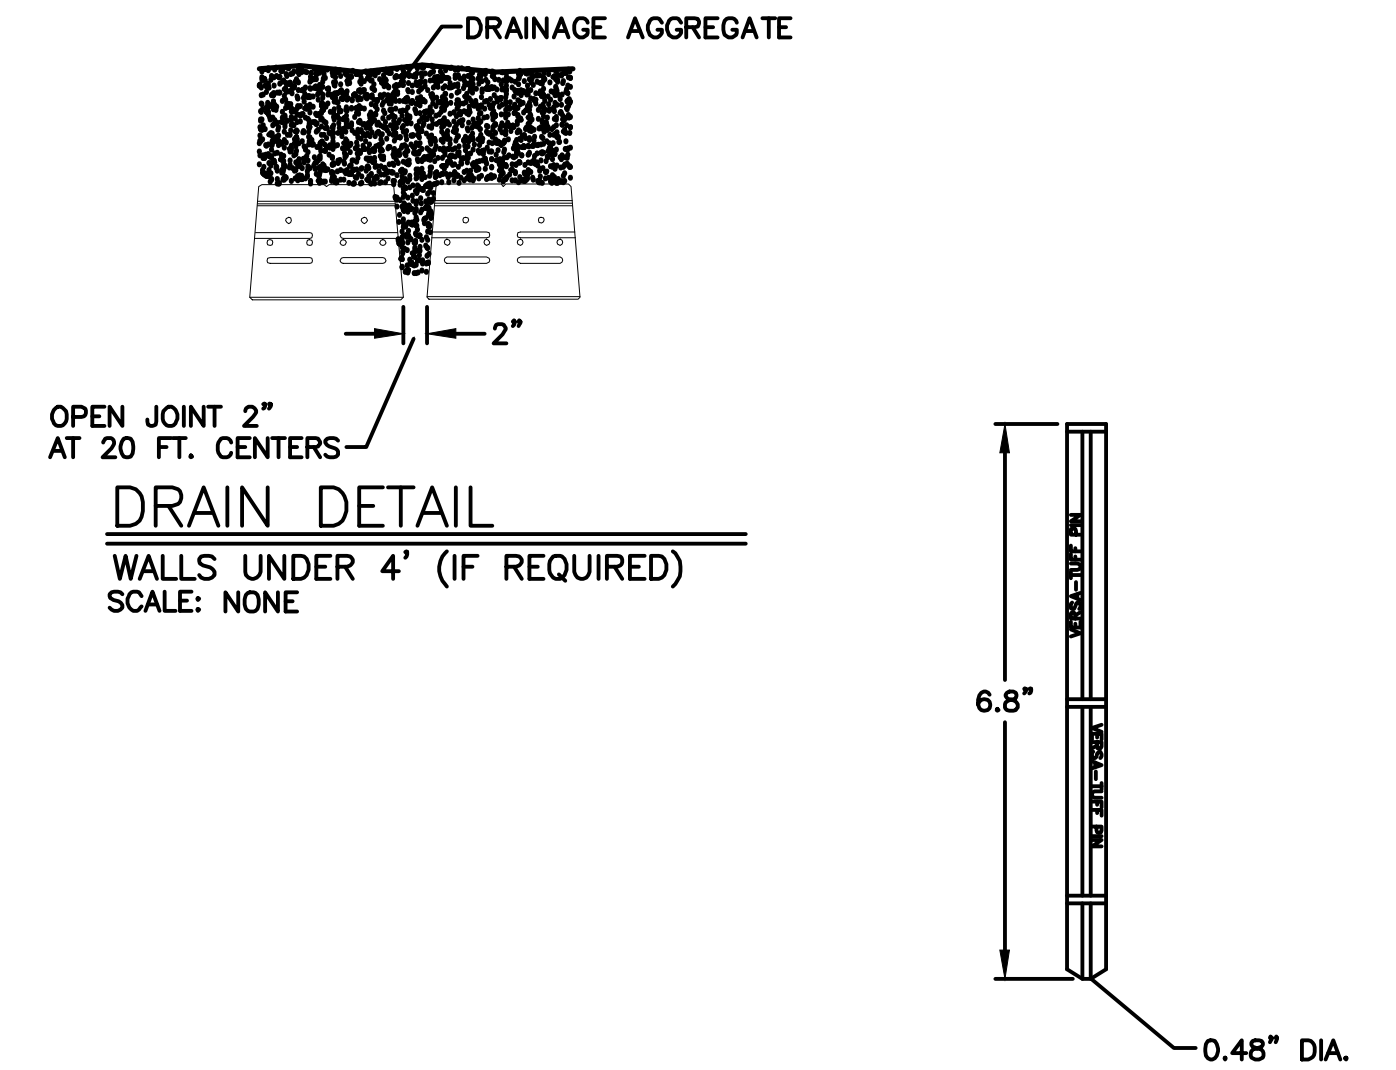 DRAINAGE AGGREGATE
2”
OPEN JOINT 2”
AT 20 FT. CENTERS
DRAIN DETAIL
WALLS UNDER 4' (IF REQUIRED)
SCALE: NONE
VERSA-TUFF PIN
6.8”
VERSA-TUFF PIN
0.48” DIA.